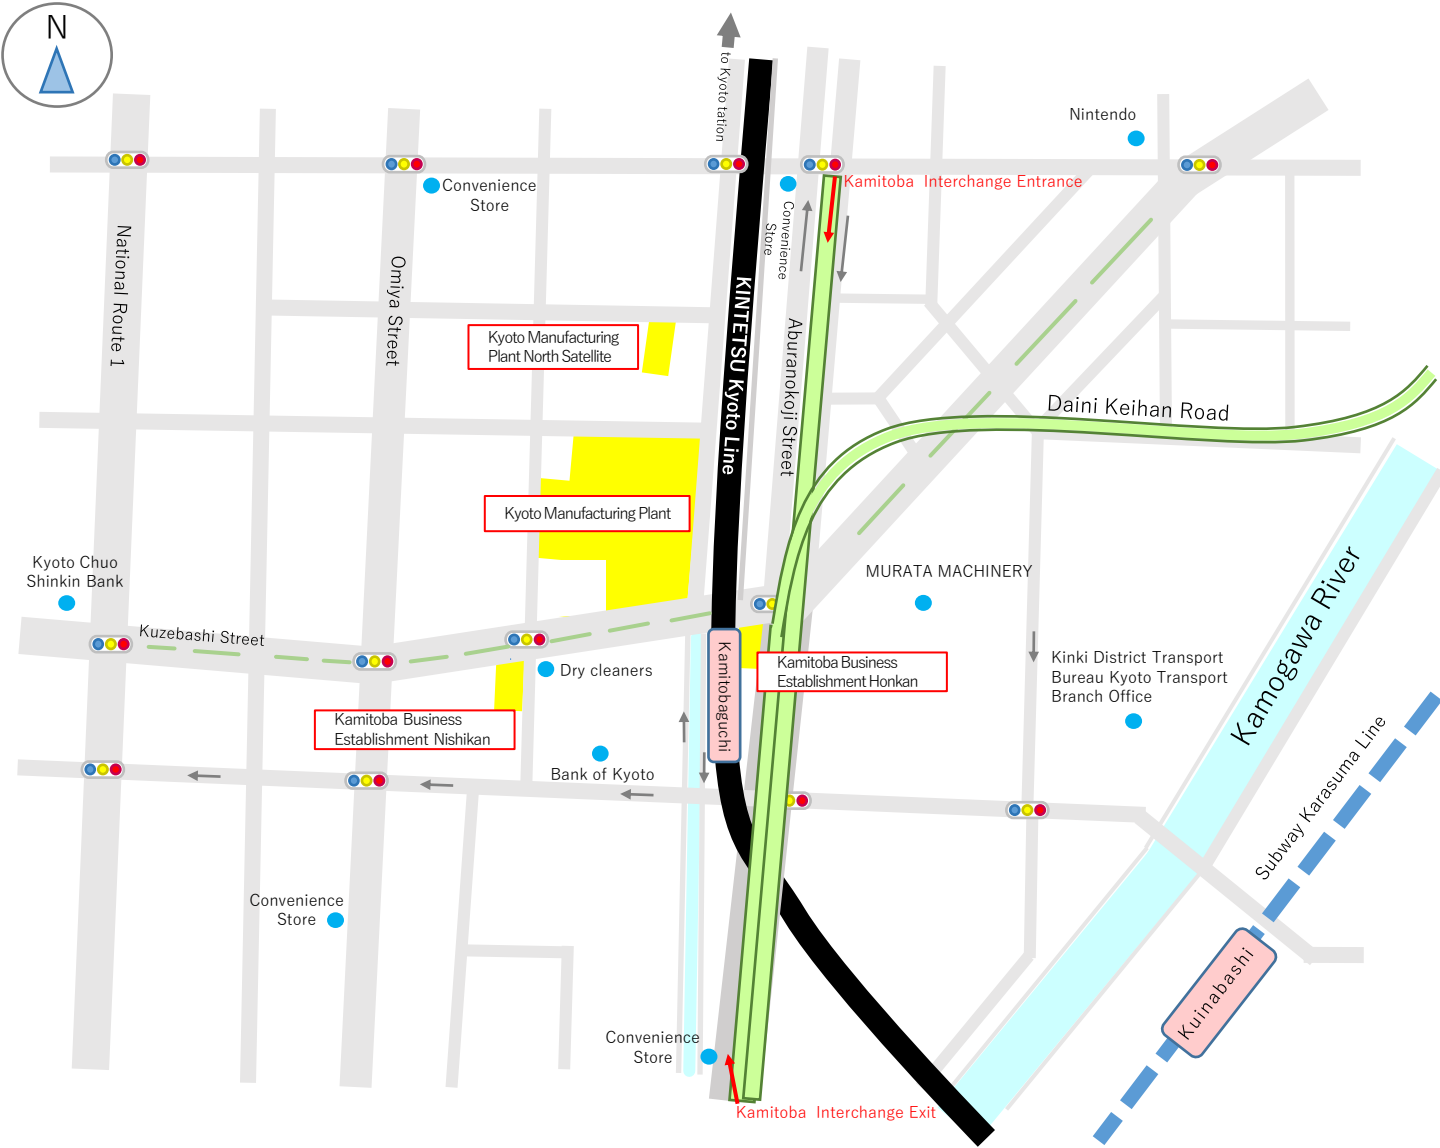 N
to Kyoto tation
Nintendo
Kamitoba Interchange Entrance
Convenience
Store
Convenience
Store
National Route 1
Omiya Street
KINTETSU Kyoto Line
Aburanokoji Street
Kyoto Manufacturing
Plant North Satellite
Daini Keihan Road
Kyoto Manufacturing Plant
Kyoto Chuo
Shinkin Bank
MURATA MACHINERY
Kamogawa River
Kuzebashi Street
Dry cleaners
Kamitobaguchi
Kamitoba Business
Establishment Honkan
Kinki District Transport
Bureau Kyoto Transport
Branch Office
Kamitoba Business
Establishment Nishikan
Bank of Kyoto
Subway Karasuma Line
Convenience
Store
Kuinabashi
Convenience
Store
Kamitoba Interchange Exit